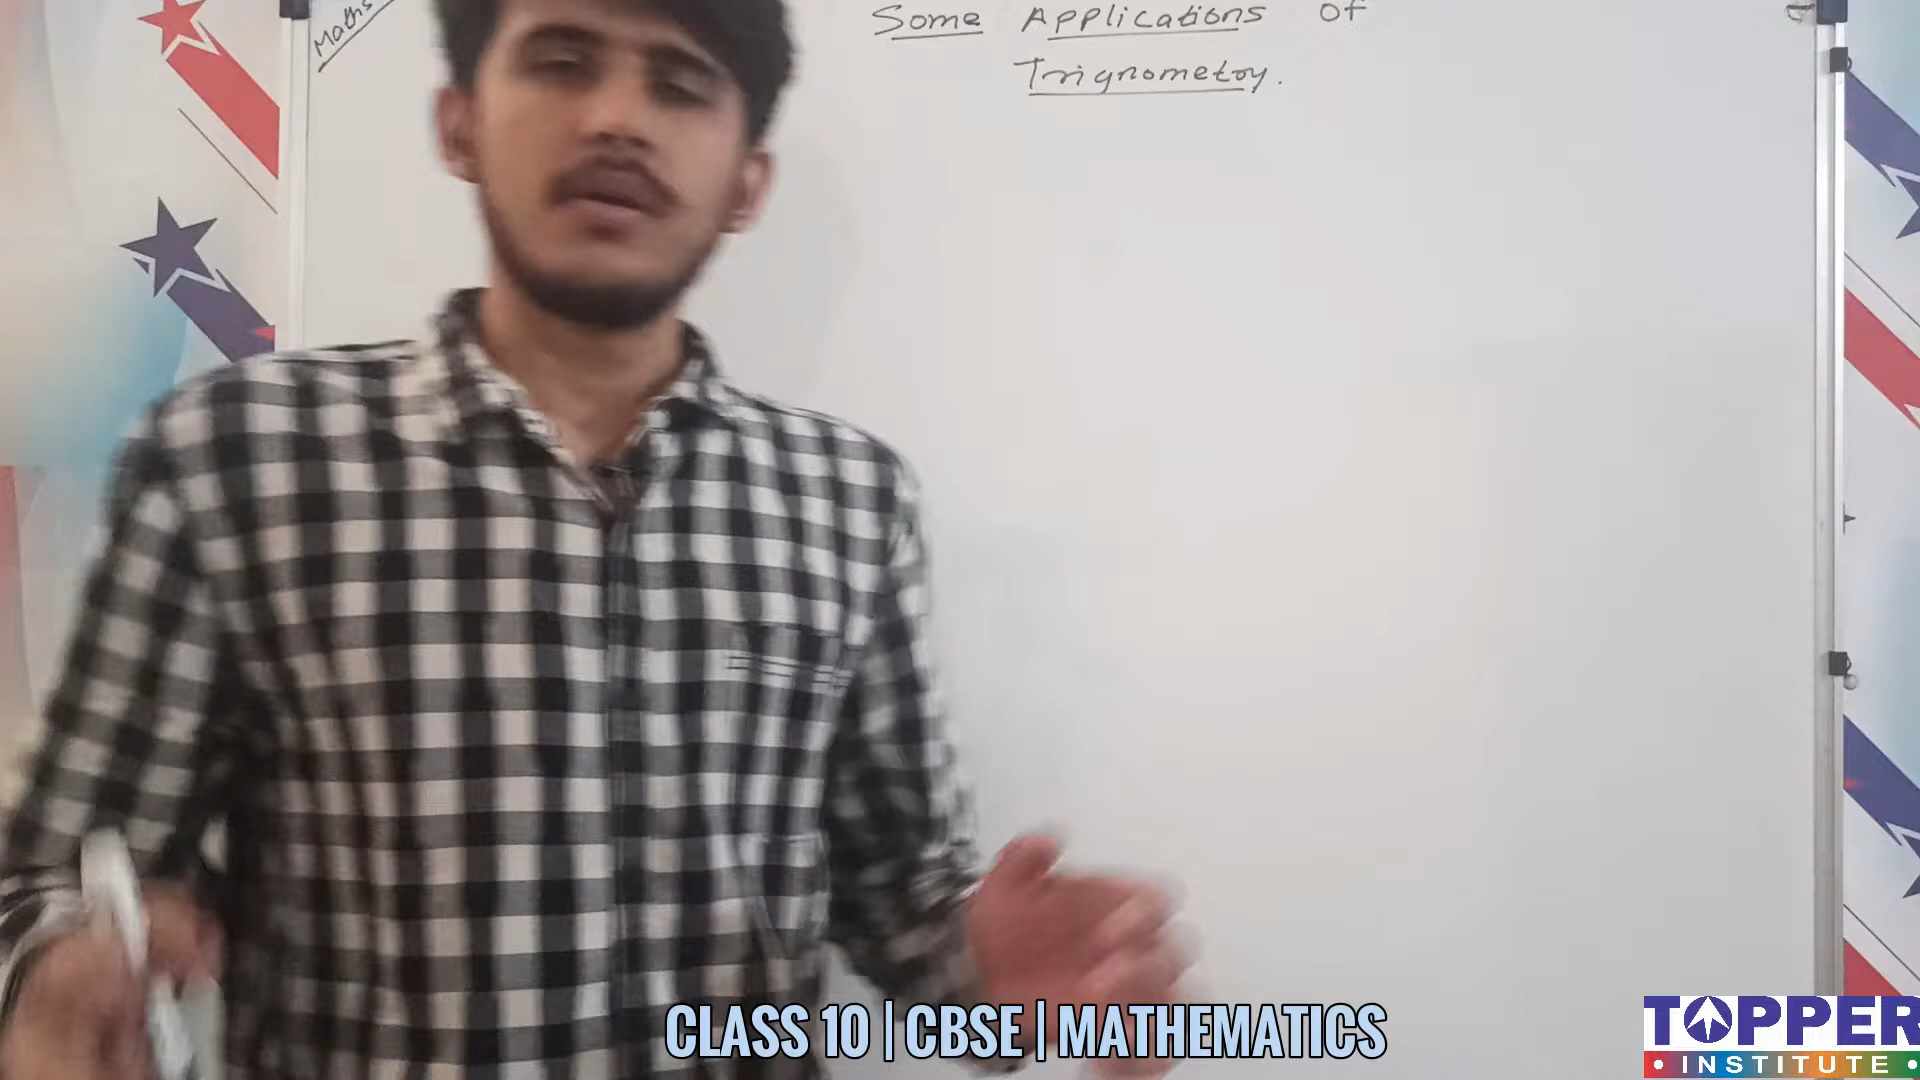 Maths
Some Applications of
Trignometry.
CLASS 10 | CBSE | MATHEMATICS
TOPPER
INSTITUTE